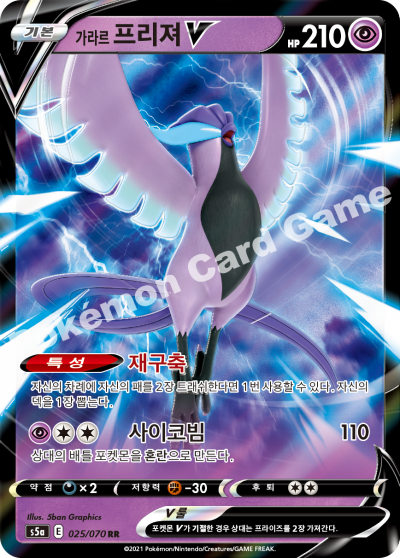 기본
가라르 프리져 V
HP 210
Pokémon Card Game
특성 재구축
자신의 차례에 자신의 패를 2장 트래쉬한다면 1번 사용할 수 있다. 자신의
덱을 1장 뽑는다.
사이코빔 110
상대의 배틀 포켓몬을 혼란으로 만든다.
약점 ×2 저항력 -30 후퇴
Illus. 5ban Graphics
s5a E 025/070 RR
V룰
포켓몬 V가 기절한 경우 상대는 프라이즈를 2장 가져간다.
©2021 Pokémon/Nintendo/Creatures/GAME FREAK.